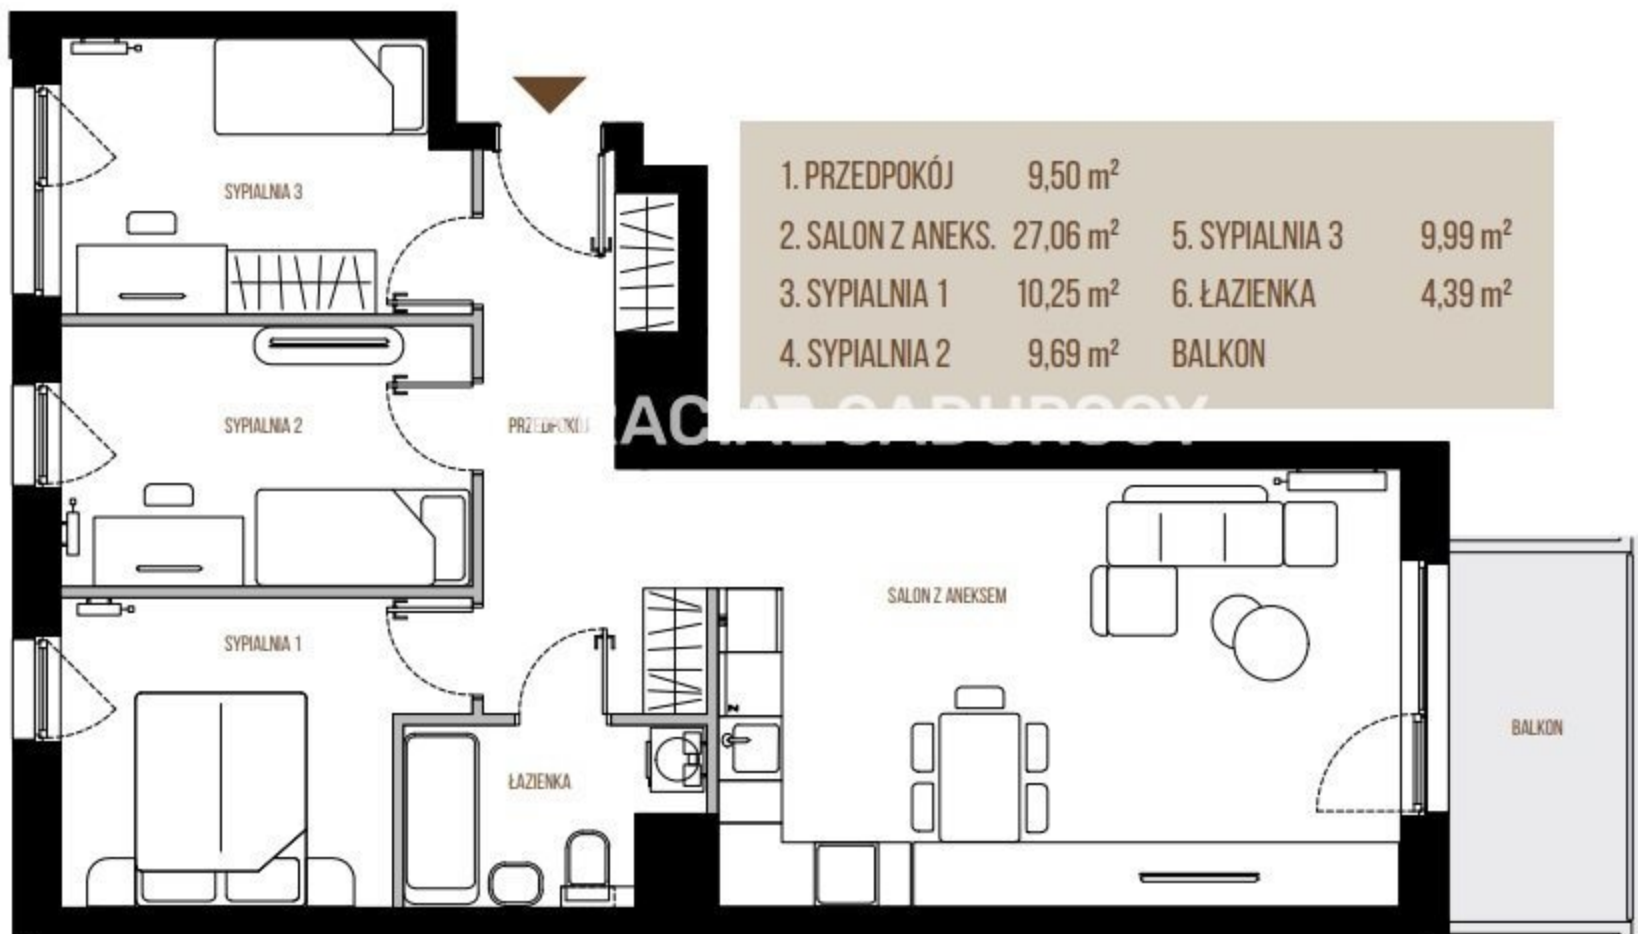 1. PRZEDPOKÓJ 9,50 m²
2. SALON Z ANEKS. 27,06 m² 5. SYPIALNIA 3 9,99 m²
3. SYPIALNIA 1 10,25 m² 6. ŁAZIENKA 4,39 m²
4. SYPIALNIA 2 9,69 m² BALKON
SYPIALNIA 3
SYPIALNIA 2
PRZEDPOKÓJ
SALON Z ANEKSEM
SYPIALNIA 1
BALKON
ŁAZIENKA